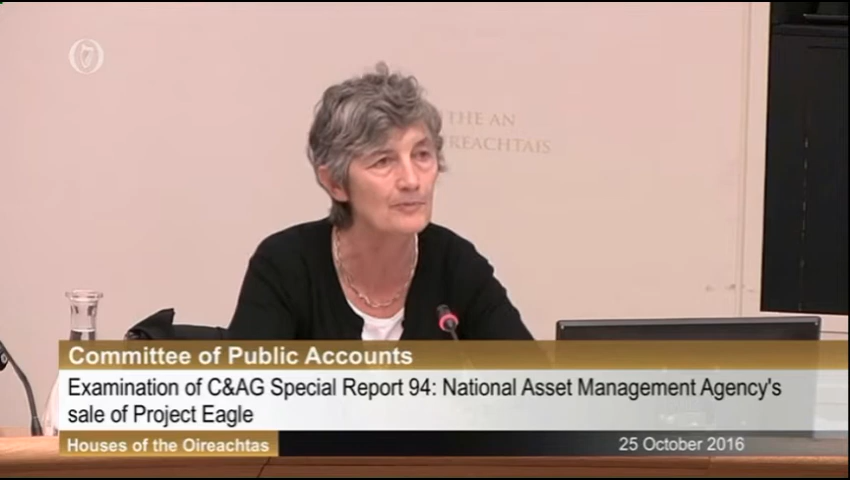 THE AN
REACHTAIS
Committee of Public Accounts
Examination of C&AG Special Report 94: National Asset Management Agency's
sale of Project Eagle
Houses of the Oireachtas
25 October 2016